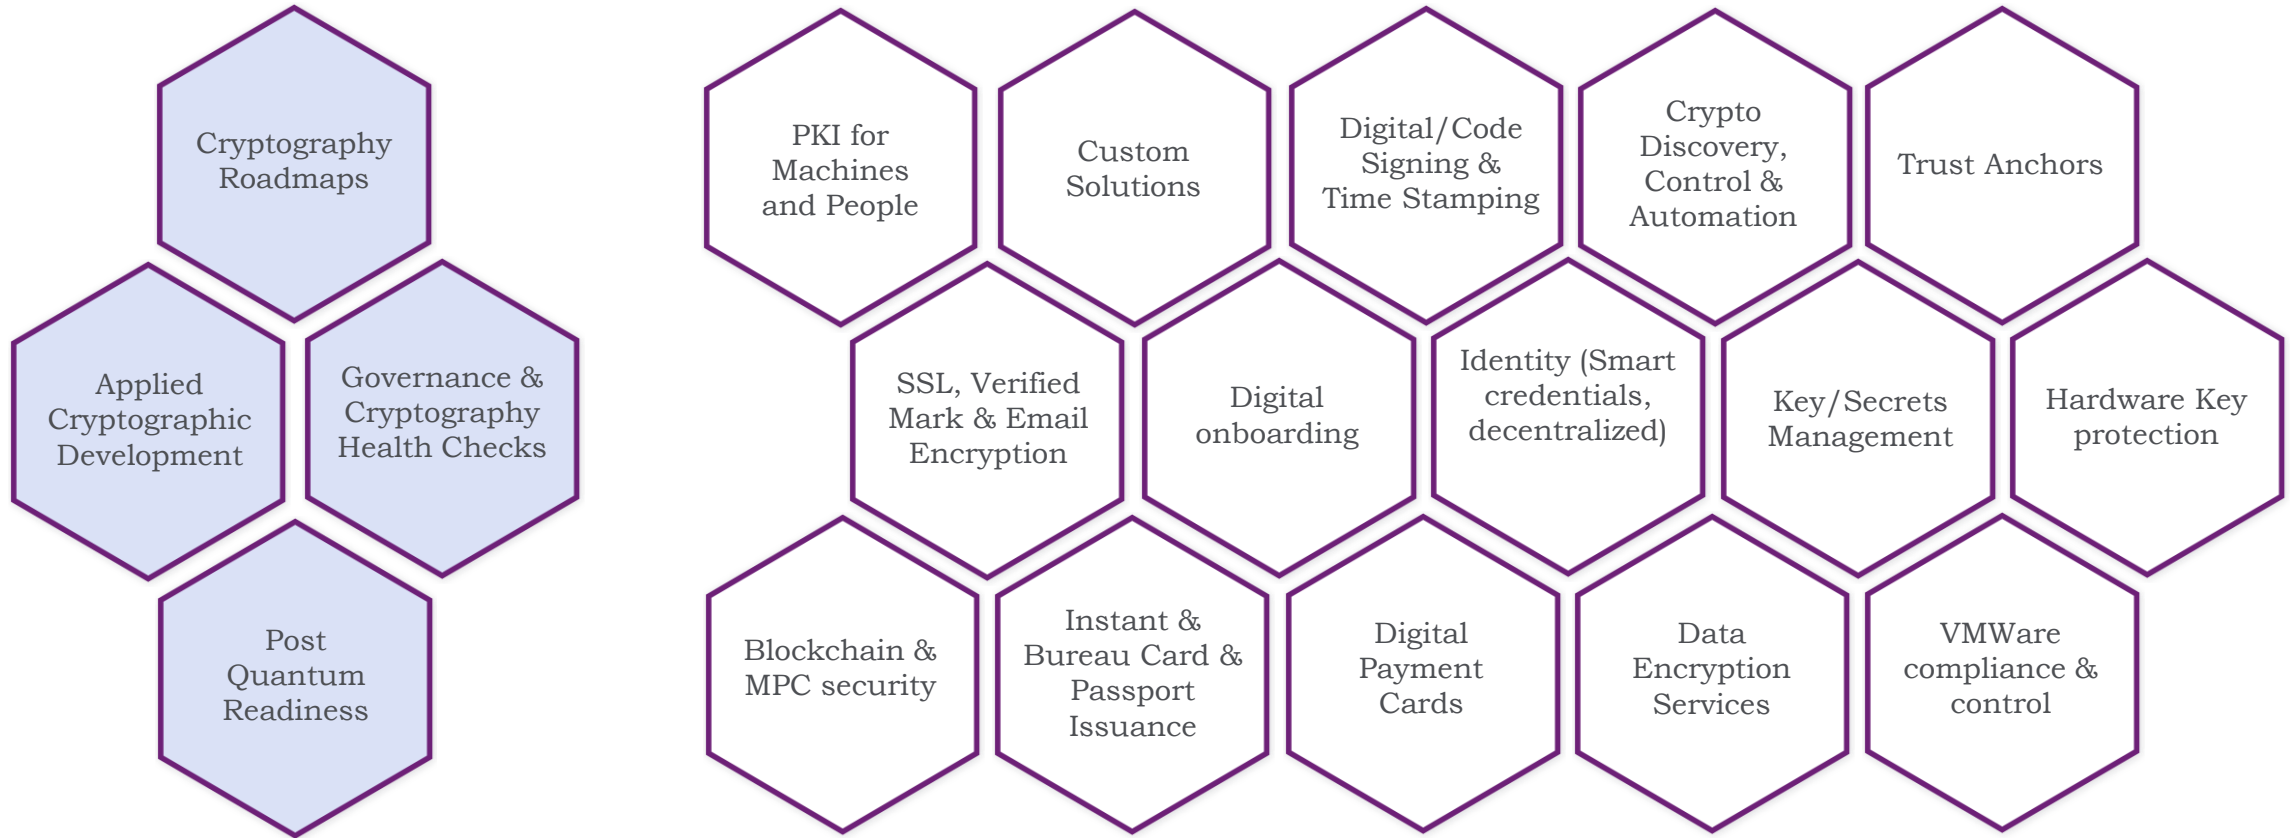 Cryptography
Roadmaps
Applied
Cryptographic
Development
Governance &
Cryptography
Health Checks
Post
Quantum
Readiness
PKI for
Machines
and People
Custom
Solutions
Digital/Code
Signing &
Time Stamping
Crypto
Discovery,
Control &
Automation
Trust Anchors
SSL, Verified
Mark & Email
Encryption
Digital
onboarding
Identity (Smart
credentials,
decentralized)
Key/Secrets
Management
Hardware Key
protection
Blockchain &
MPC security
Instant &
Bureau Card &
Passport
Issuance
Digital
Payment
Cards
Data
Encryption
Services
VMWare
compliance &
control